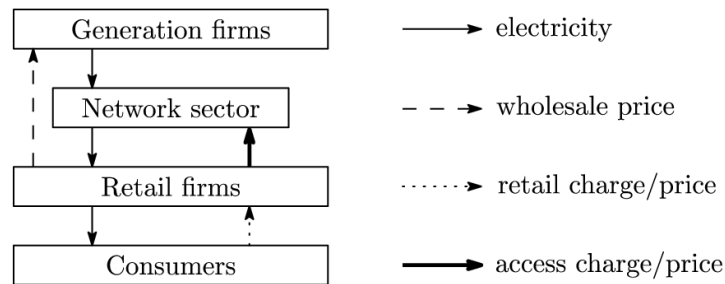 Generation firms
Network sector
Retail firms
Consumers
electricity
wholesale price
retail charge/price
access charge/price